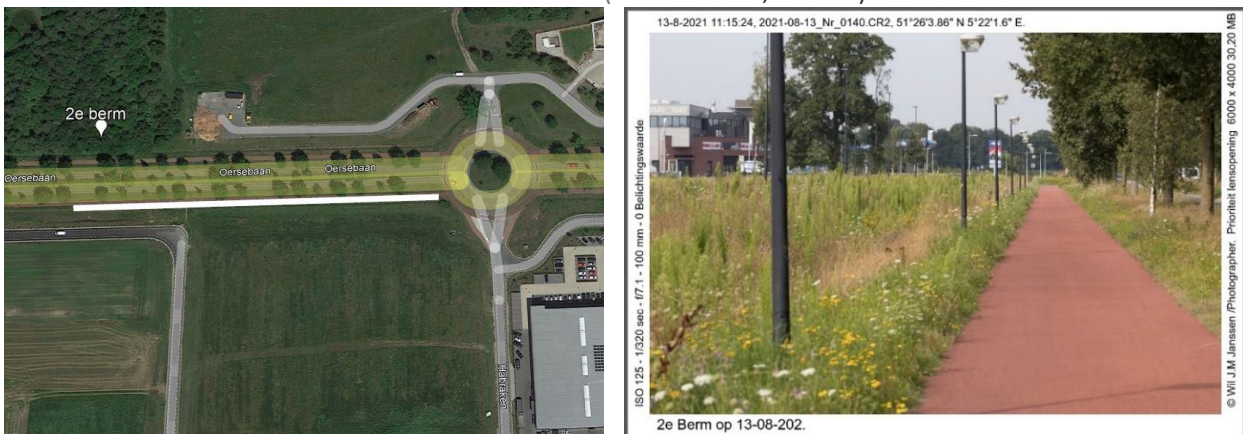 2e berm
Oersebaan
Oersebaan
Oersebaan
Habraken
13-8-2021 11:15:24, 2021-08-13_Nr_0140.CR2, 51°26'3.86" N 5°22'1.6" E.
ISO 125 - 1/320 sec - f/7.1 - 100 mm - 0 Belichtingswaarde
© Wil J.M Janssen /Photographer. Prioriteit lensopening 6000 x 4000 30,20 MB
2e Berm op 13-08-202.